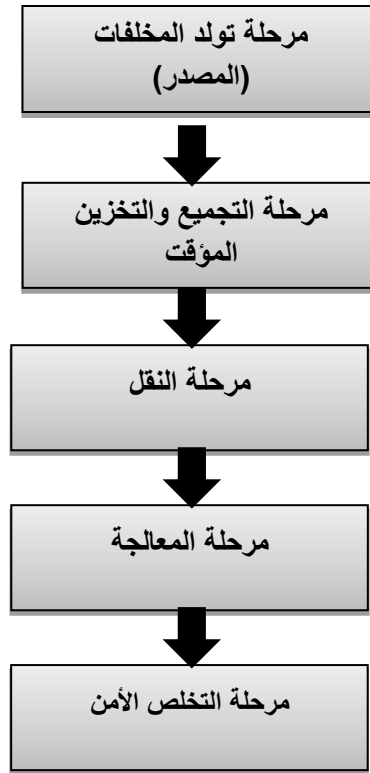 مرحلة تولد المخلفات
(المصدر)
مرحلة التجميع والتخزين
المؤقت
مرحلة النقل
مرحلة المعالجة
مرحلة التخلص الأمن